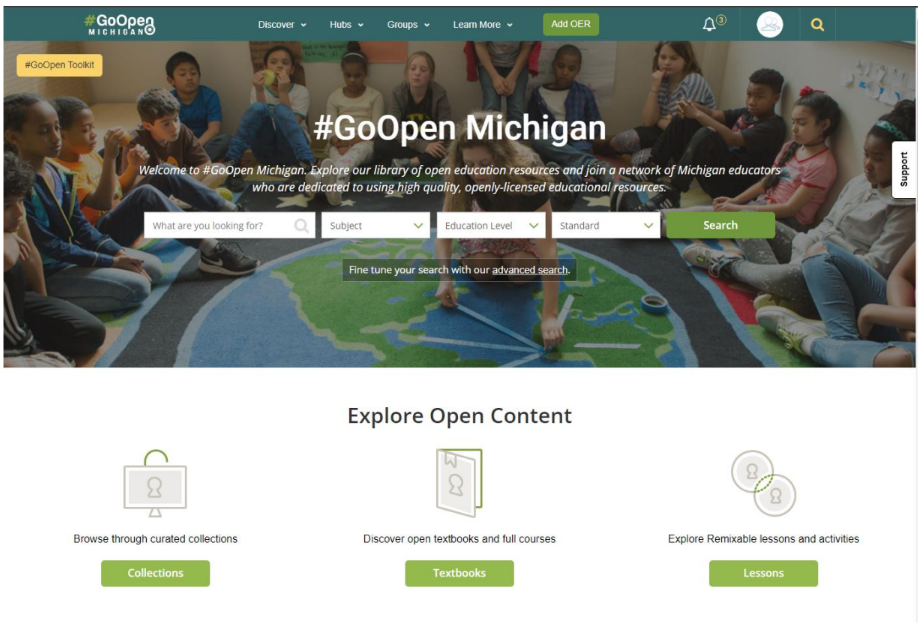 #GoOpen
MICHIGAN
Discover
Hubs
Groups
Learn More
Add OER
3
#GoOpen Toolkit
#GoOpen Michigan
Welcome to #GoOpen Michigan. Explore our library of open education resources and join a network of Michigan educators
who are dedicated to using high quality, openly-licensed educational resources.
Support
What are you looking for?
Subject
Education Level
Standard
Search
Fine tune your search with our advanced search.
Explore Open Content
Browse through curated collections
Discover open textbooks and full courses
Explore Remixable lessons and activities
Collections
Textbooks
Lessons